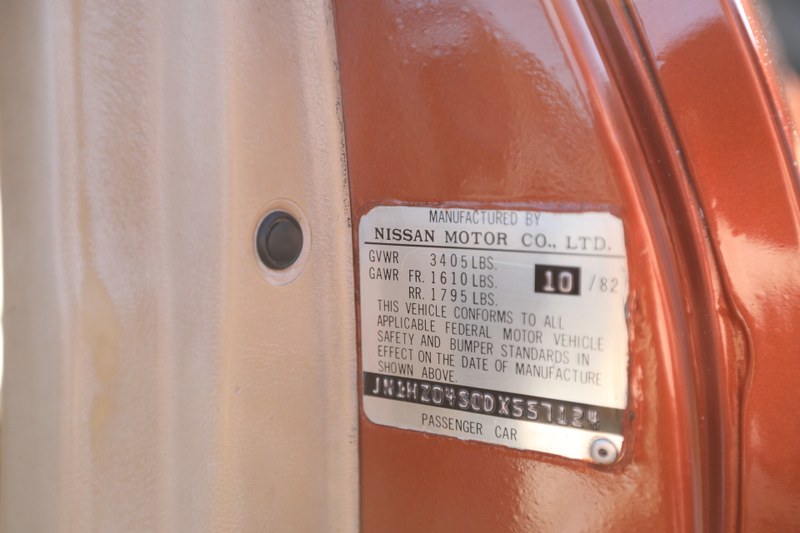 MANUFACTURED BY
NISSAN MOTOR CO., LTD.
GVWR 3405 LBS.
GAWR FR. 1610 LBS. 10 /82
RR. 1795 LBS.
THIS VEHICLE CONFORMS TO ALL
APPLICABLE FEDERAL MOTOR VEHICLE
SAFETY AND BUMPER STANDARDS IN
EFFECT ON THE DATE OF MANUFACTURE
SHOWN ABOVE.
JN1HZ04S0DX557124
PASSENGER CAR